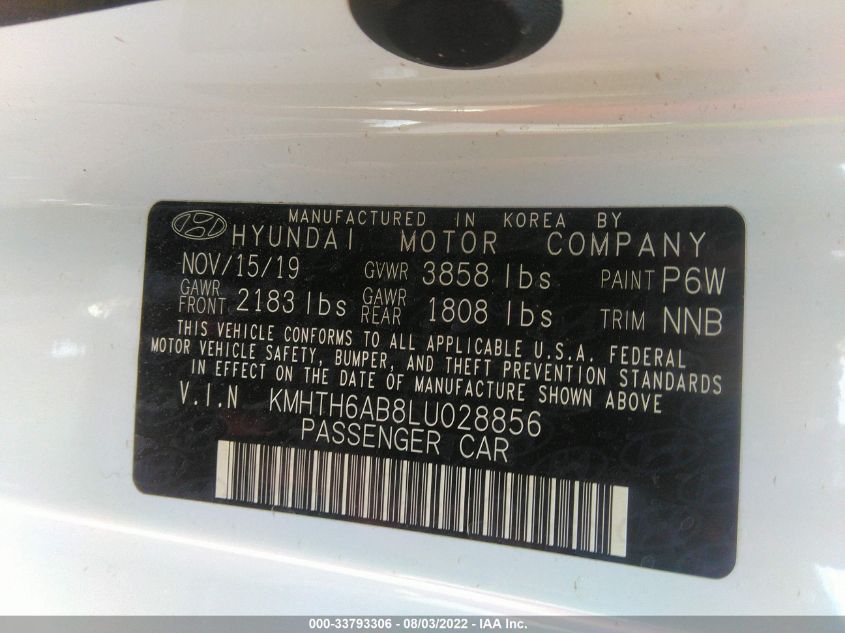 MANUFACTURED IN KOREA BY
HYUNDAI MOTOR COMPANY
NOV/15/19 GVWR 3858 lbs PAINT P6W
GAWR FRONT 2183 lbs GAWR REAR 1808 lbs TRIM NNB
THIS VEHICLE CONFORMS TO ALL APPLICABLE U.S.A. FEDERAL
MOTOR VEHICLE SAFETY, BUMPER, AND THEFT PREVENTION STANDARDS
IN EFFECT ON THE DATE OF MANUFACTURE SHOWN ABOVE
V.I.N KMHTH6AB8LU028856
PASSENGER CAR
000-33793306 - 08/03/2022 - IAA Inc.